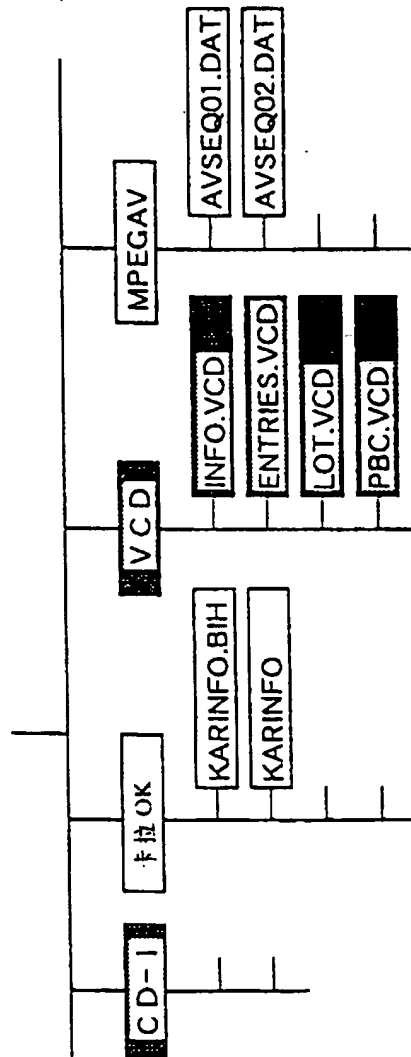 CD-I
卡拉OK
KARINFO.BIH
KARINFO
VCD
INFO.VCD
ENTRIES.VCD
LOT.VCD
PBC.VCD
MPEGAV
AVSEQ01.DAT
AVSEQ02.DAT